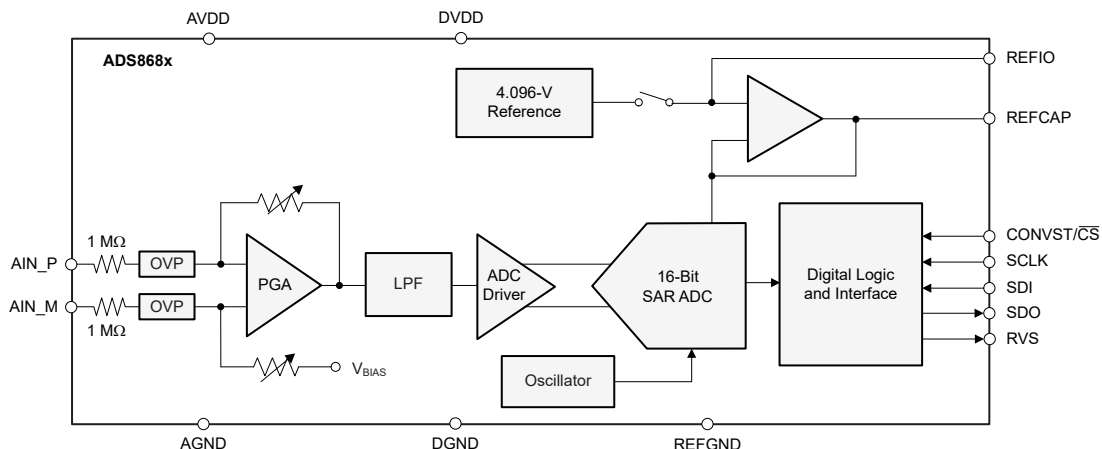 AVDD
DVDD
ADS868x
REFIO
4.096-V
Reference
REFCAP
1 MΩ
AIN_P
OVP
PGA
LPF
ADC
Driver
16-Bit
SAR ADC
Digital Logic
and Interface
CONVST/C̅S̅
SCLK
SDI
SDO
RVS
AIN_M
OVP
1 MΩ
VBIAS
Oscillator
AGND
DGND
REFGND